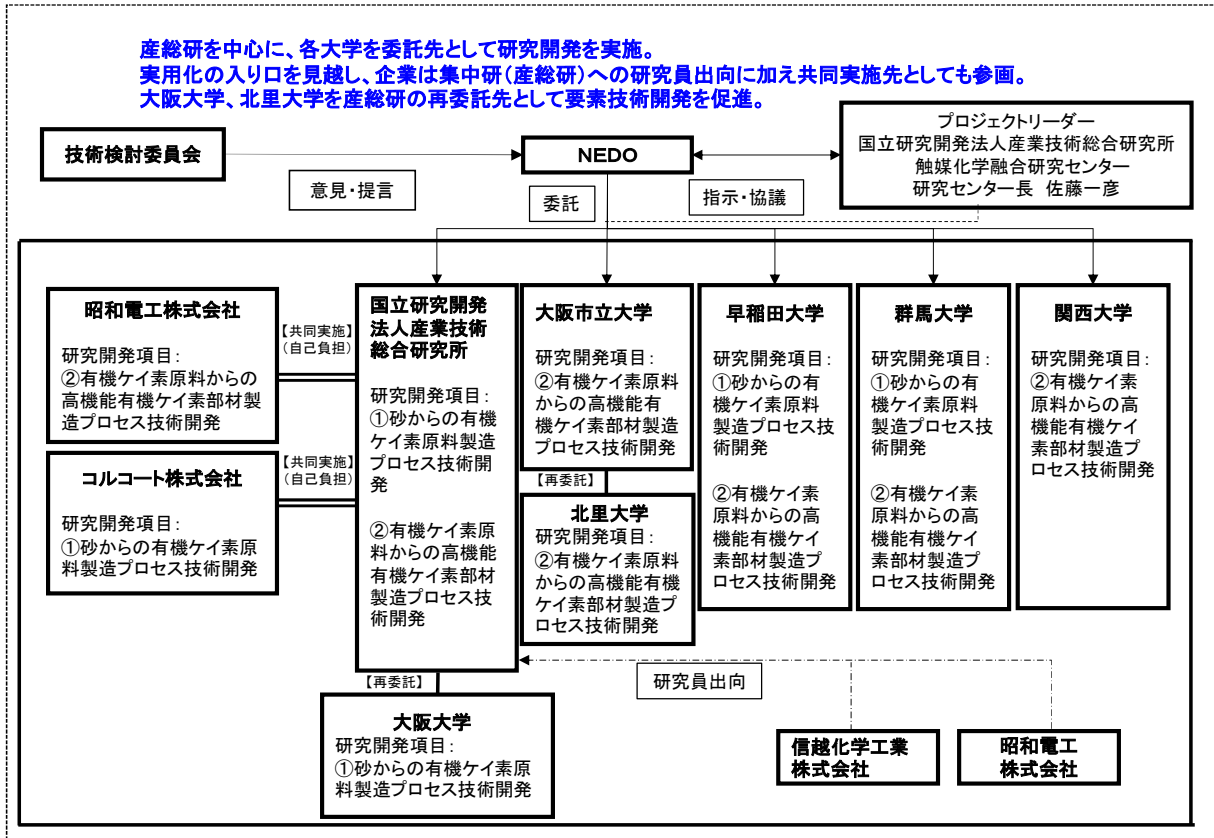 産総研を中心に、各大学を委託先として研究開発を実施。
実用化の入り口を見越し、企業は集中研（産総研）への研究員出向に加え共同実施先としても参画。
大阪大学、北里大学を産総研の再委託先として要素技術開発を促進。
技術検討委員会
意見・提言
NEDO
委託
指示・協議
プロジェクトリーダー
国立研究開発法人産業技術総合研究所
触媒化学融合研究センター
研究センター長 佐藤一彦
昭和電工株式会社
研究開発項目：
②有機ケイ素原料からの
高機能有機ケイ素部材製
造プロセス技術開発
【共同実施】
（自己負担）
コルコート株式会社
研究開発項目：
①砂からの有機ケイ素原
料製造プロセス技術開発
【共同実施】
（自己負担）
国立研究開発
法人産業技術
総合研究所
研究開発項目：
①砂からの有機
ケイ素原料製造
プロセス技術開
発
②有機ケイ素原
料からの高機能
有機ケイ素部材
製造プロセス技
術開発
【再委託】
大阪大学
研究開発項目：
①砂からの有機ケイ素原
料製造プロセス技術開発
大阪市立大学
研究開発項目：
②有機ケイ素原料
からの高機能有
機ケイ素部材製造
プロセス技術開発
【再委託】
北里大学
研究開発項目：
②有機ケイ素原料
からの高機能有機
ケイ素部材製造プ
ロセス技術開発
早稲田大学
研究開発項目：
①砂からの有
機ケイ素原料
製造プロセス技
術開発
②有機ケイ素
原料からの高
機能有機ケイ
素部材製造プ
ロセス技術開発
群馬大学
研究開発項目：
①砂からの有
機ケイ素原料
製造プロセス技
術開発
②有機ケイ素
原料からの高
機能有機ケイ
素部材製造プ
ロセス技術開発
関西大学
研究開発項目：
②有機ケイ素
原料からの高
機能有機ケイ
素部材製造プ
ロセス技術開発
研究員出向
信越化学工業
株式会社
昭和電工
株式会社